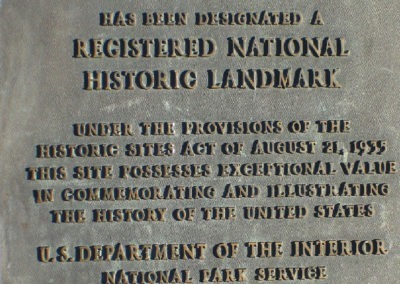 HAS BEEN DESIGNATED A
REGISTERED NATIONAL
HISTORIC LANDMARK
UNDER THE PROVISIONS OF THE
HISTORIC SITES ACT OF AUGUST 21, 1935
THIS SITE POSSESSES EXCEPTIONAL VALUE
IN COMMEMORATING AND ILLUSTRATING
THE HISTORY OF THE UNITED STATES
U.S. DEPARTMENT OF THE INTERIOR
NATIONAL PARK SERVICE